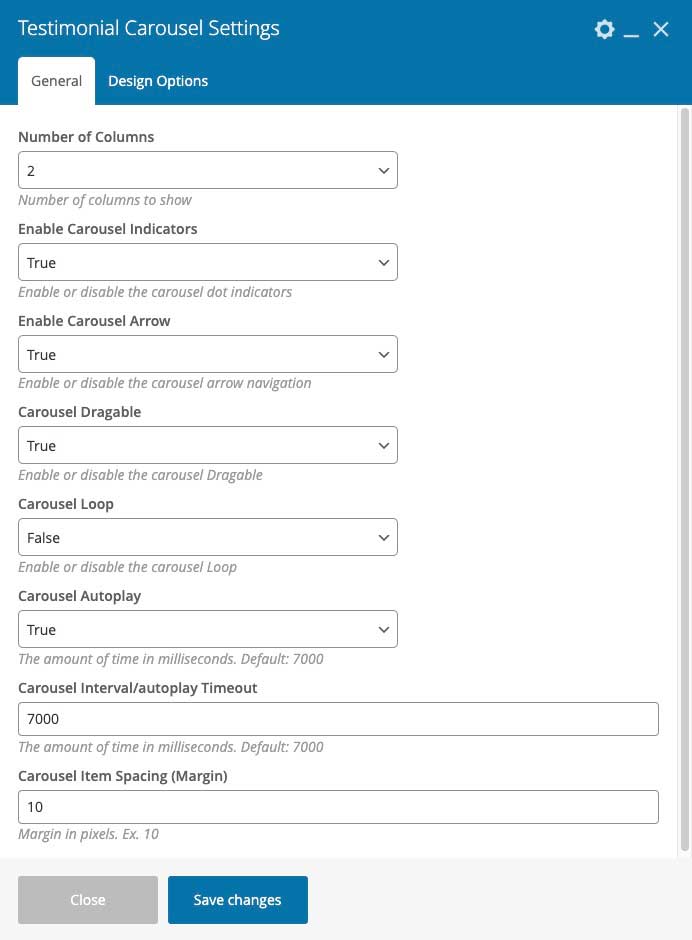 Testimonial Carousel Settings
General Design Options
Number of Columns
2
Number of columns to show
Enable Carousel Indicators
True
Enable or disable the carousel dot indicators
Enable Carousel Arrow
True
Enable or disable the carousel arrow navigation
Carousel Dragable
True
Enable or disable the carousel Dragable
Carousel Loop
False
Enable or disable the carousel Loop
Carousel Autoplay
True
The amount of time in milliseconds. Default: 7000
Carousel Interval/autoplay Timeout
7000
The amount of time in milliseconds. Default: 7000
Carousel Item Spacing (Margin)
10
Margin in pixels. Ex. 10
Close Save changes